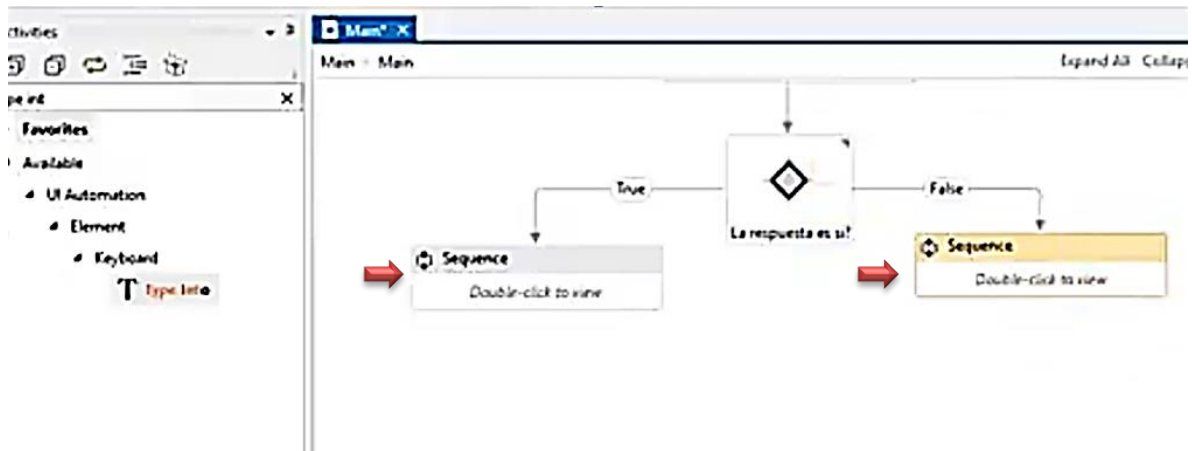 ctivities
pe int
Favorites
Available
UI Automation
Element
Keyboard
Type Into
Main* X
Main Main
Expand All Collaps
True
False
La respuesta es si?
Sequence
Double-click to view
Sequence
Double-click to view